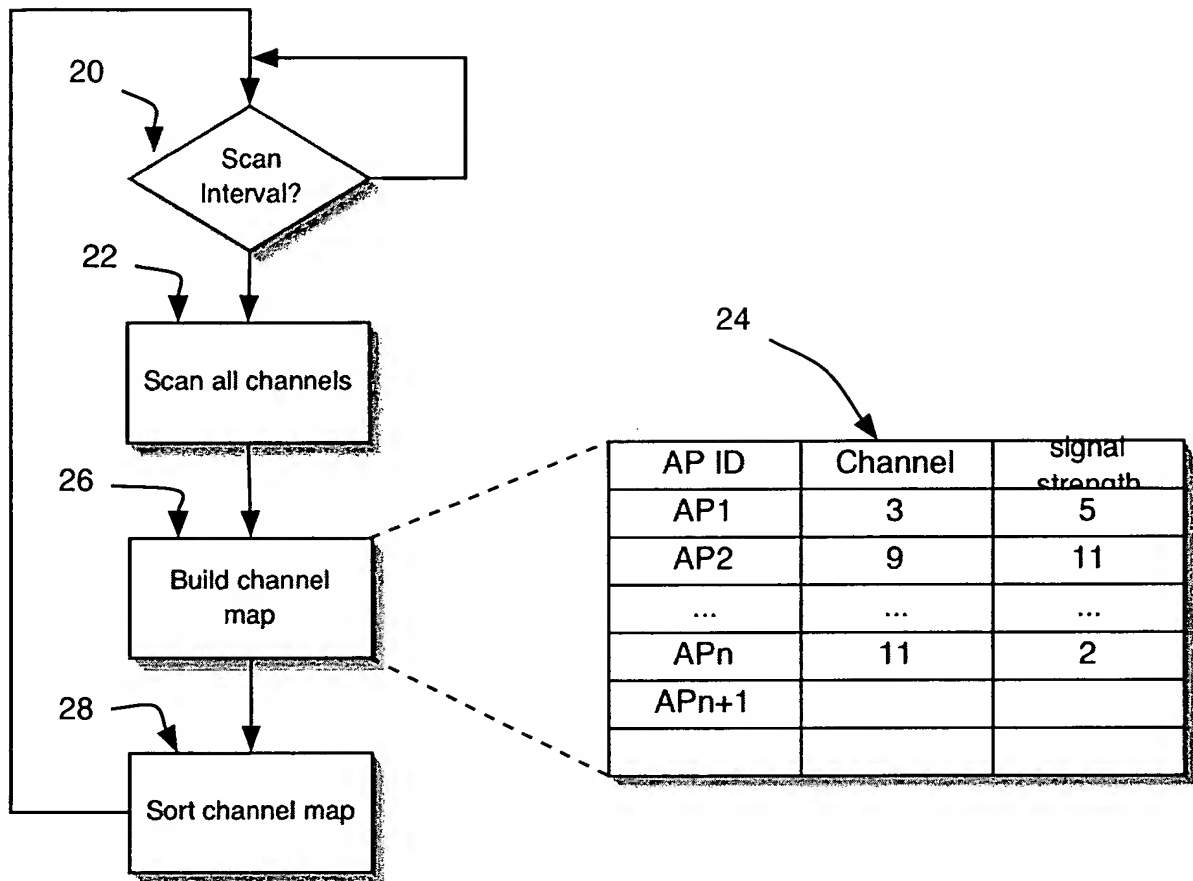 20
Scan
Interval?
22
Scan all channels
24
26
Build channel
map
AP ID Channel signal
strength
AP1 3 5
AP2 9 11
... ... ...
APn 11 2
APn+1
28
Sort channel map